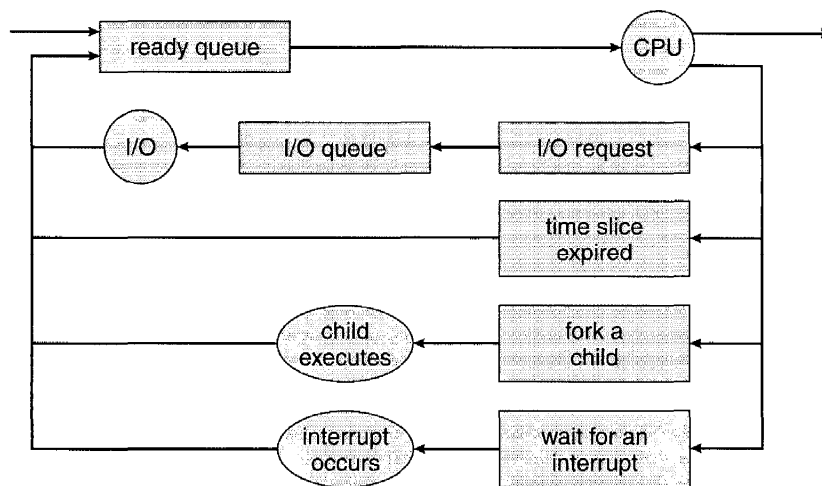 ready queue
CPU
I/O
I/O queue
I/O request
time slice
expired
child
executes
fork a
child
interrupt
occurs
wait for an
interrupt